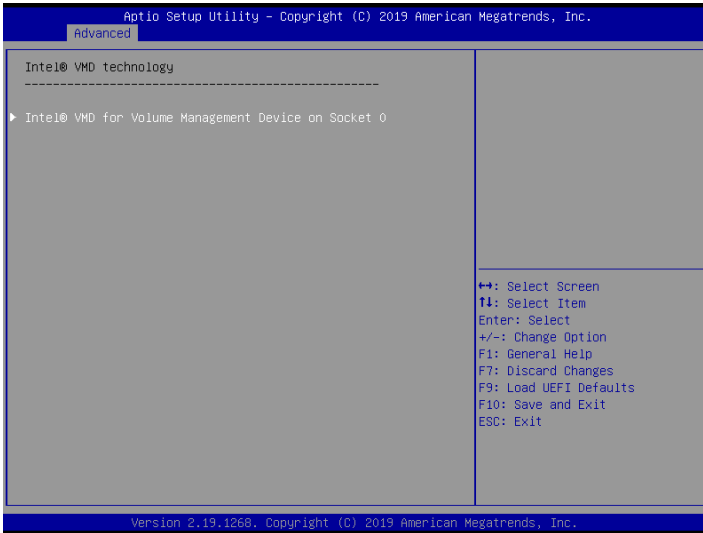 Aptio Setup Utility – Copyright (C) 2019 American Megatrends, Inc.
Advanced
Intel® VMD technology
--------------------------------------------------
▶ Intel® VMD for Volume Management Device on Socket 0
↔: Select Screen
↑↓: Select Item
Enter: Select
+/-: Change Option
F1: General Help
F7: Discard Changes
F9: Load UEFI Defaults
F10: Save and Exit
ESC: Exit
Version 2.19.1268. Copyright (C) 2019 American Megatrends, Inc.